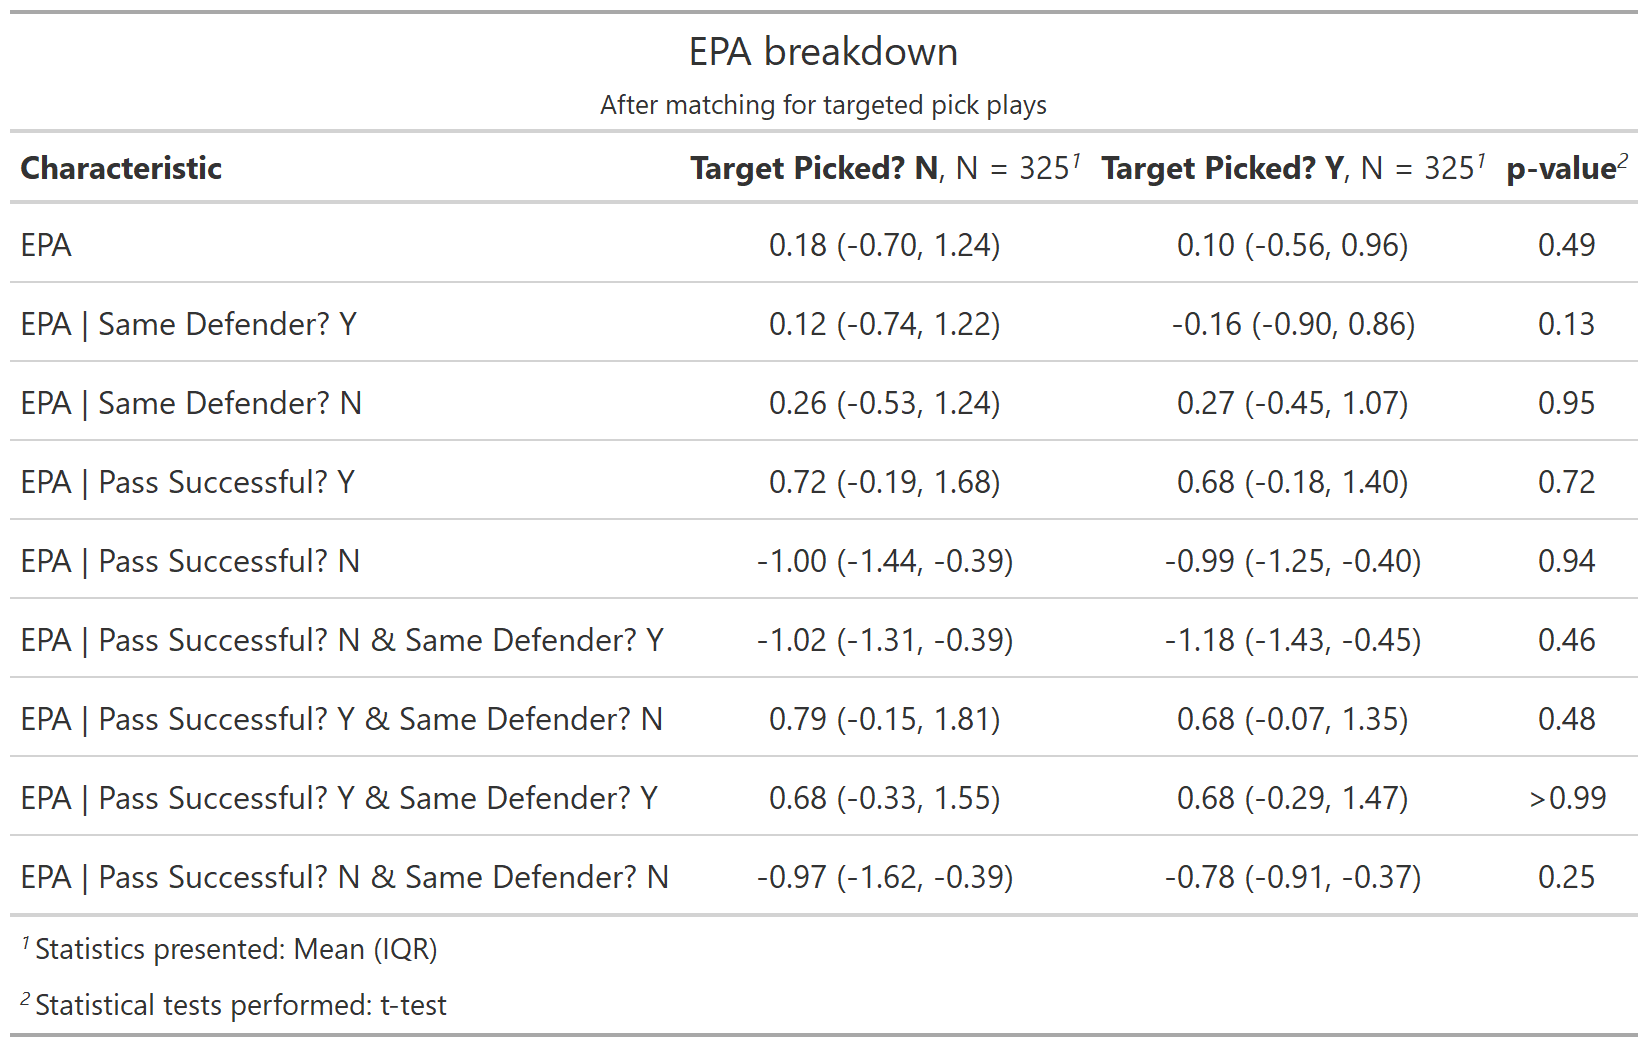 EPA breakdown
After matching for targeted pick plays
Characteristic Target Picked? N, N = 325¹ Target Picked? Y, N = 325¹ p-value²
EPA 0.18 (-0.70, 1.24) 0.10 (-0.56, 0.96) 0.49
EPA | Same Defender? Y 0.12 (-0.74, 1.22) -0.16 (-0.90, 0.86) 0.13
EPA | Same Defender? N 0.26 (-0.53, 1.24) 0.27 (-0.45, 1.07) 0.95
EPA | Pass Successful? Y 0.72 (-0.19, 1.68) 0.68 (-0.18, 1.40) 0.72
EPA | Pass Successful? N -1.00 (-1.44, -0.39) -0.99 (-1.25, -0.40) 0.94
EPA | Pass Successful? N & Same Defender? Y -1.02 (-1.31, -0.39) -1.18 (-1.43, -0.45) 0.46
EPA | Pass Successful? Y & Same Defender? N 0.79 (-0.15, 1.81) 0.68 (-0.07, 1.35) 0.48
EPA | Pass Successful? Y & Same Defender? Y 0.68 (-0.33, 1.55) 0.68 (-0.29, 1.47) >0.99
EPA | Pass Successful? N & Same Defender? N -0.97 (-1.62, -0.39) -0.78 (-0.91, -0.37) 0.25
¹ Statistics presented: Mean (IQR)
² Statistical tests performed: t-test